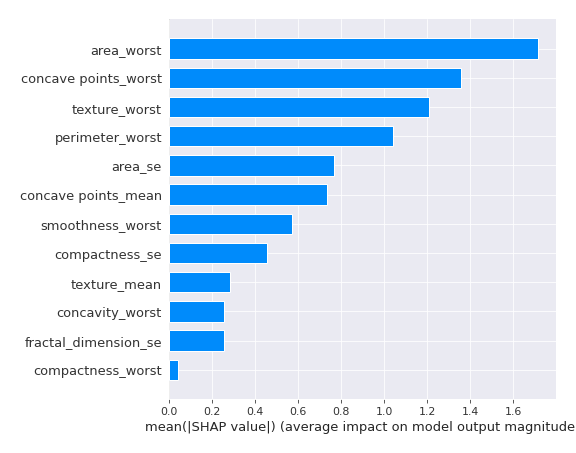 area_worst
concave points_worst
texture_worst
perimeter_worst
area_se
concave points_mean
smoothness_worst
compactness_se
texture_mean
concavity_worst
fractal_dimension_se
compactness_worst
0.0 0.2 0.4 0.6 0.8 1.0 1.2 1.4 1.6
mean(|SHAP value|) (average impact on model output magnitude